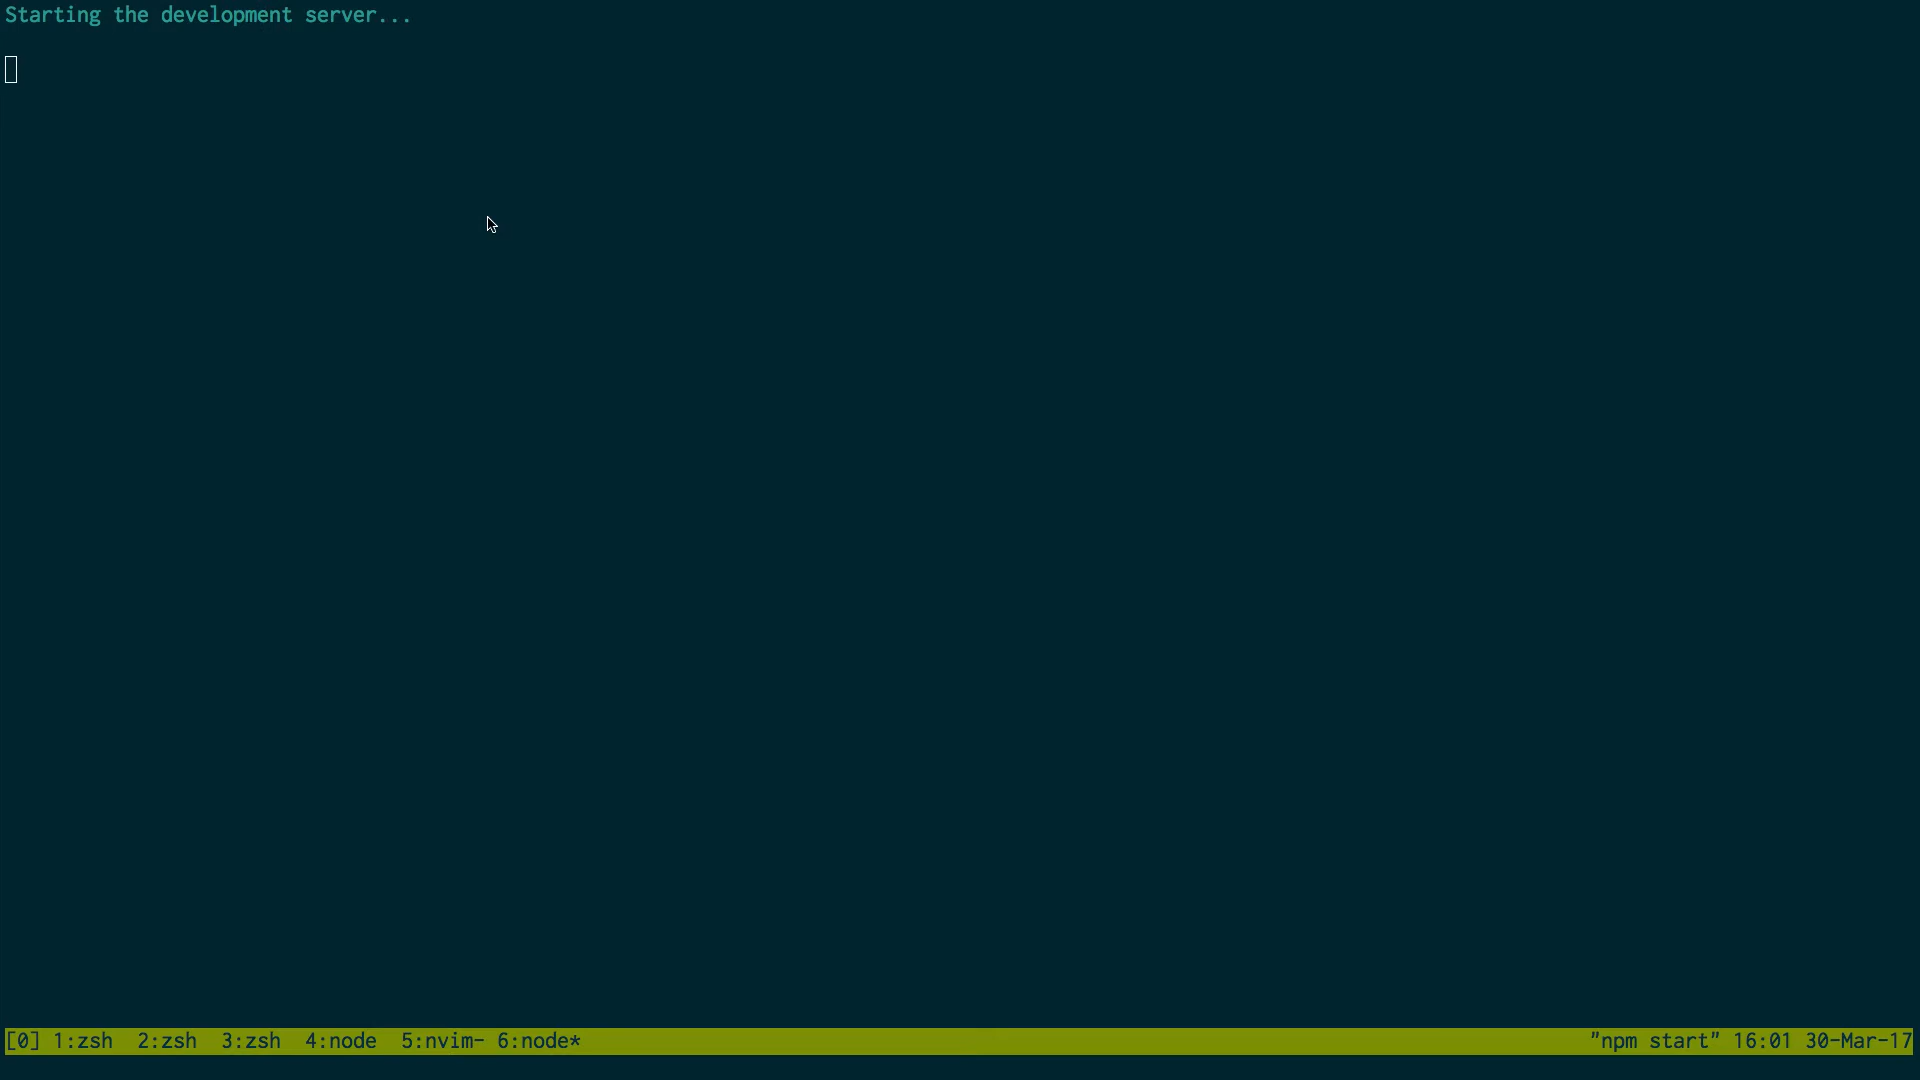 Starting the development server...
[0] 1:zsh  2:zsh  3:zsh  4:node  5:nvim- 6:node* "npm start" 16:01 30-Mar-17